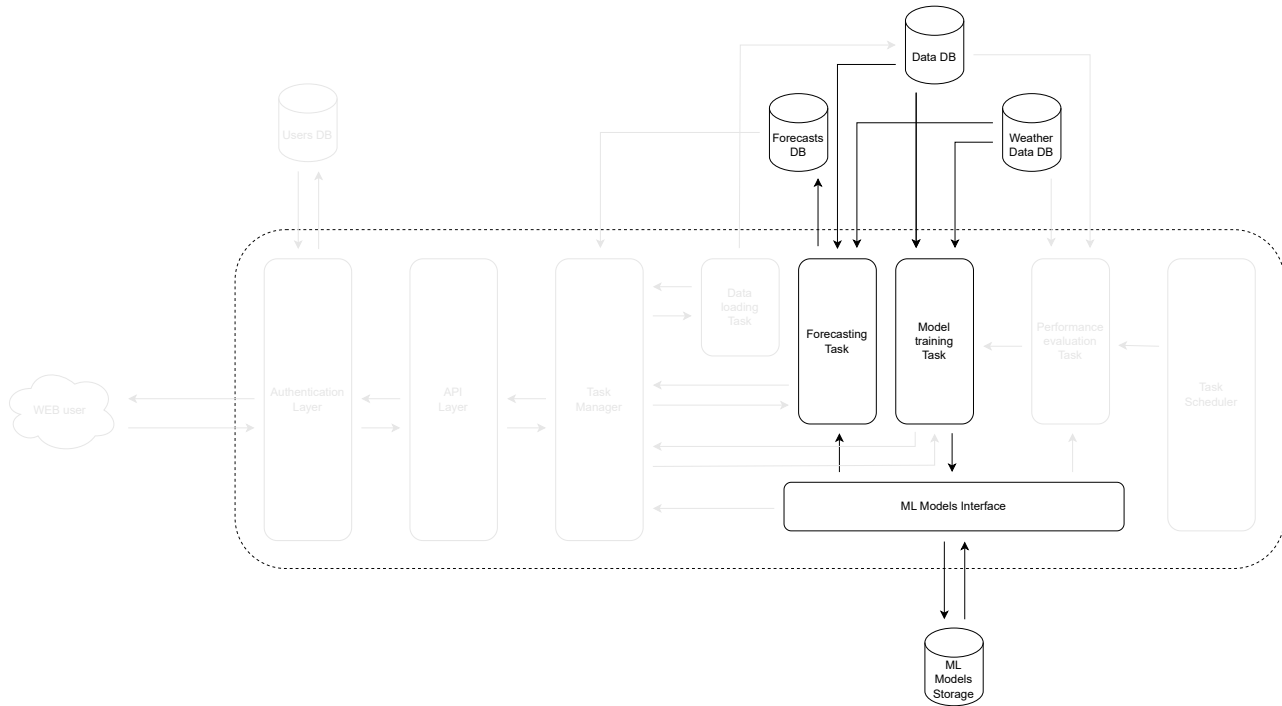 Data DB
Users DB
Forecasts
DB
Weather
Data DB
Data
loading
Task
Forecasting
Task
Model
training
Task
Performance
evaluation
Task
WEB user
Authentication
Layer
API
Layer
Task
Manager
Task
Scheduler
ML Models Interface
ML
Models
Storage